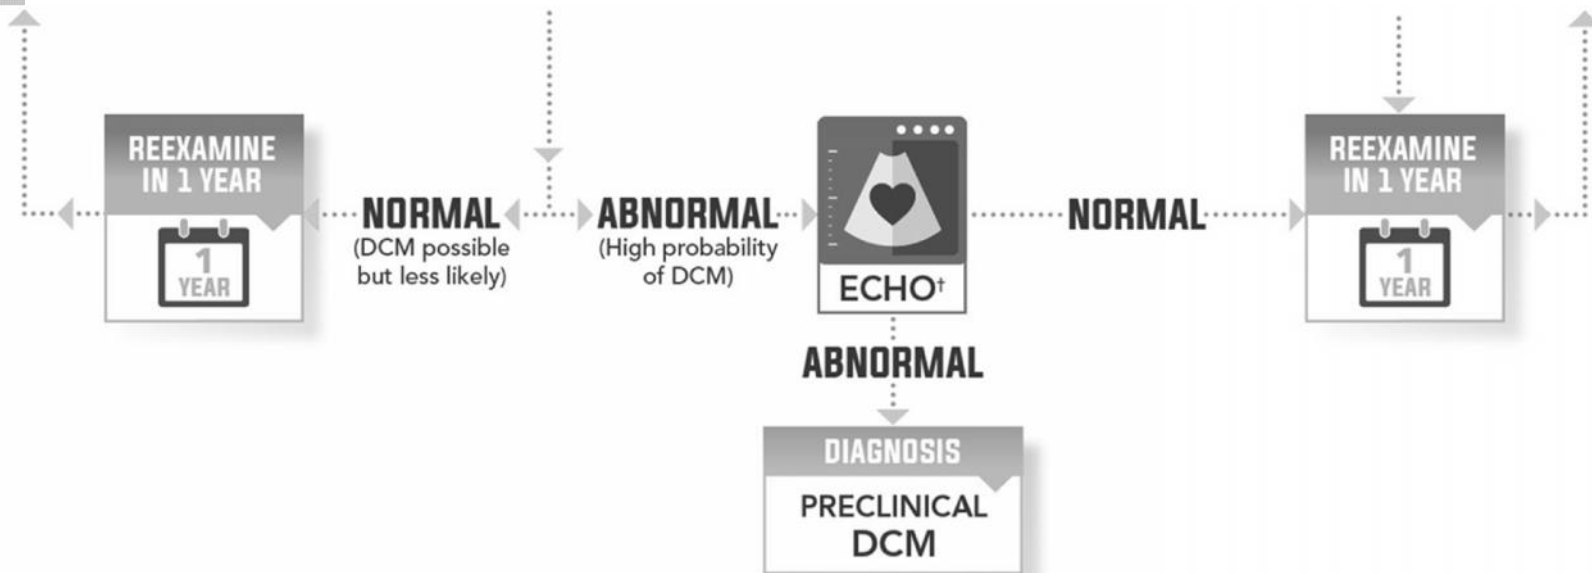 REEXAMINE
IN 1 YEAR
1
YEAR
NORMAL
(DCM possible
but less likely)
ABNORMAL
(High probability
of DCM)
ECHO†
NORMAL
REEXAMINE
IN 1 YEAR
1
YEAR
ABNORMAL
DIAGNOSIS
PRECLINICAL
DCM